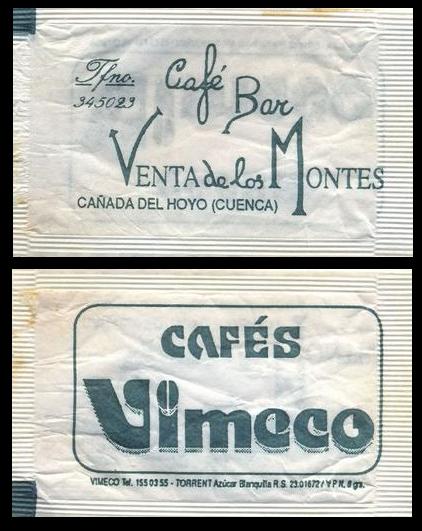 Tfno.
345023
Café
Bar
VENTA de los MONTES
CAÑADA DEL HOYO (CUENCA)
CAFÉS
Vimeco
VIMECO Tel. 155 03 55 - TORRENT Azúcar Blanquilla R.S. 23.01672 / Y P.N. 8 grs.